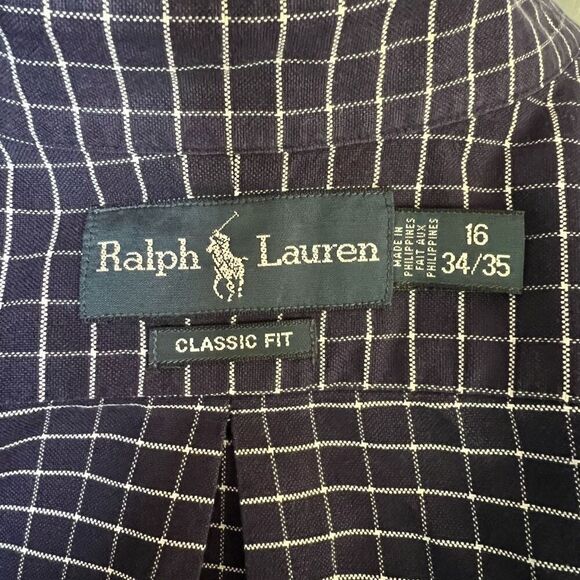 Ralph Lauren
CLASSIC FIT
MADE IN
PHILIPPINES
FAIT AUX
PHILIPPINES
16
34/35